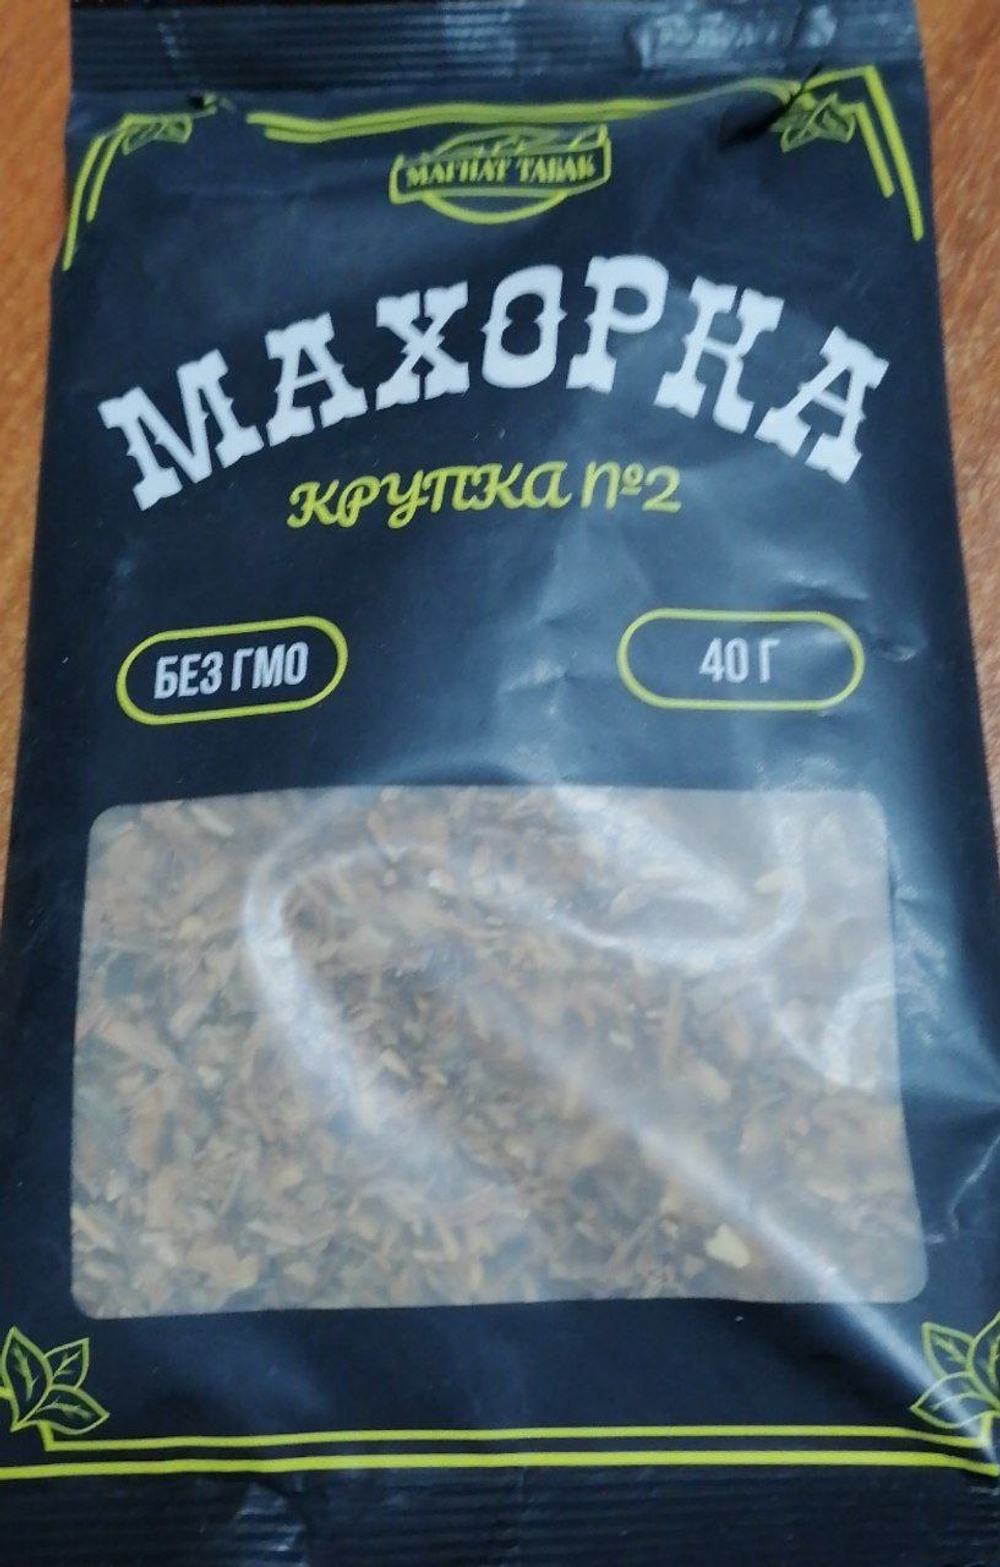 МАГНАТ ТАБАК
МАХОРКА
КРУПКА №2
БЕЗ ГМО
40 Г